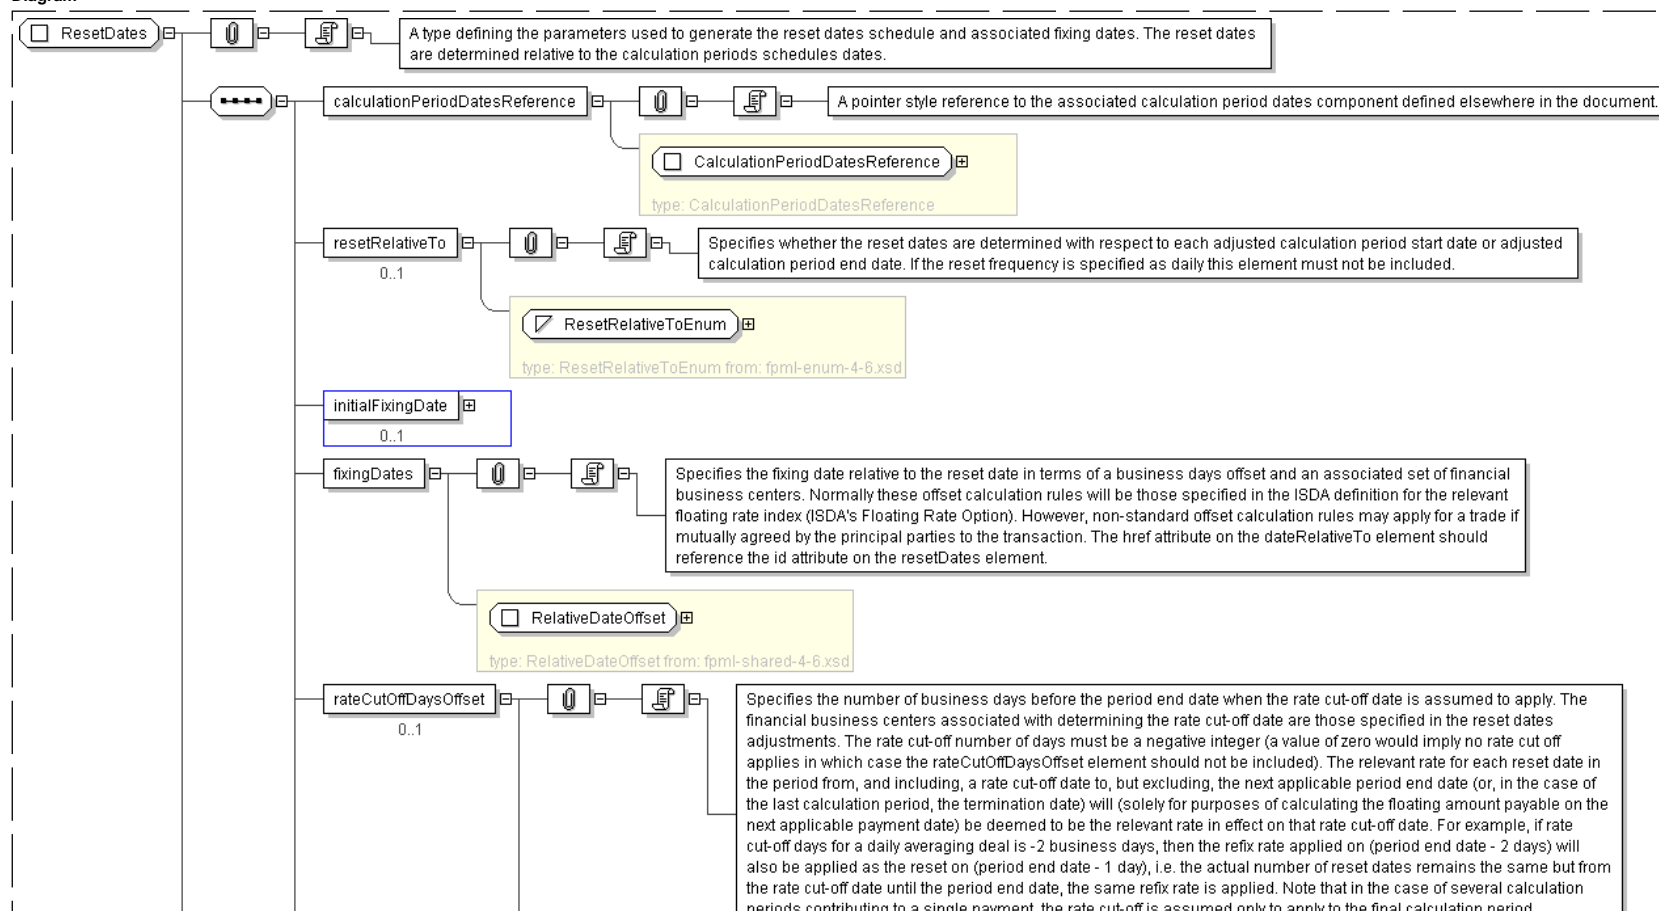 Diagram
ResetDates
A type defining the parameters used to generate the reset dates schedule and associated fixing dates. The reset dates
are determined relative to the calculation periods schedules dates.
calculationPeriodDatesReference
A pointer style reference to the associated calculation period dates component defined elsewhere in the document.
CalculationPeriodDatesReference
type: CalculationPeriodDatesReference
resetRelativeTo
0..1
Specifies whether the reset dates are determined with respect to each adjusted calculation period start date or adjusted
calculation period end date. If the reset frequency is specified as daily this element must not be included.
ResetRelativeToEnum
type: ResetRelativeToEnum from: fpml-enum-4-6.xsd
initialFixingDate
0..1
fixingDates
Specifies the fixing date relative to the reset date in terms of a business days offset and an associated set of financial
business centers. Normally these offset calculation rules will be those specified in the ISDA definition for the relevant
floating rate index (ISDA's Floating Rate Option). However, non-standard offset calculation rules may apply for a trade if
mutually agreed by the principal parties to the transaction. The href attribute on the dateRelativeTo element should
reference the id attribute on the resetDates element.
RelativeDateOffset
type: RelativeDateOffset from: fpml-shared-4-6.xsd
rateCutOffDaysOffset
0..1
Specifies the number of business days before the period end date when the rate cut-off date is assumed to apply. The
financial business centers associated with determining the rate cut-off date are those specified in the reset dates
adjustments. The rate cut-off number of days must be a negative integer (a value of zero would imply no rate cut off
applies in which case the rateCutOffDaysOffset element should not be included). The relevant rate for each reset date in
the period from, and including, a rate cut-off date to, but excluding, the next applicable period end date (or, in the case of
the last calculation period, the termination date) will (solely for purposes of calculating the floating amount payable on the
next applicable payment date) be deemed to be the relevant rate in effect on that rate cut-off date. For example, if rate
cut-off days for a daily averaging deal is -2 business days, then the refix rate applied on (period end date - 2 days) will
also be applied as the reset on (period end date - 1 day), i.e. the actual number of reset dates remains the same but from
the rate cut-off date until the period end date, the same refix rate is applied. Note that in the case of several calculation
periods contributing to a single payment, the rate cut-off is assumed only to apply to the final calculation period